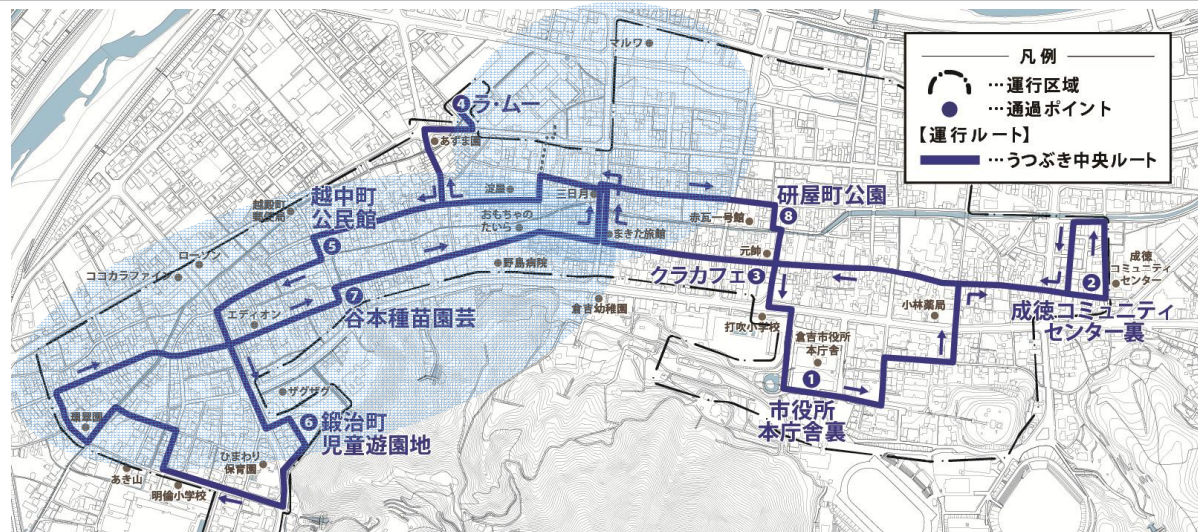 マルワ
凡例
…運行区域
…通過ポイント
【運行ルート】
…うつぶき中央ルート
4 ラ・ムー
あずま園
越中町
公民館
5
淀屋
三日月
研屋町公園
8
赤瓦一号館
おもちゃの
たいら
まきた旅館
元帥
ローソン
ココカラファイン
野島病院
クラカフェ 3
7
谷本種苗園芸
エディオン
倉吉幼稚園
打吹小学校
小林薬局
2
成徳
コミュニティ
センター
成徳コミュニティ
センター裏
倉吉市役所
本庁舎
1
市役所
本庁舎裏
ザグザグ
6 鍛治町
児童遊園地
ひまわり
保育園
あき山
明倫小学校